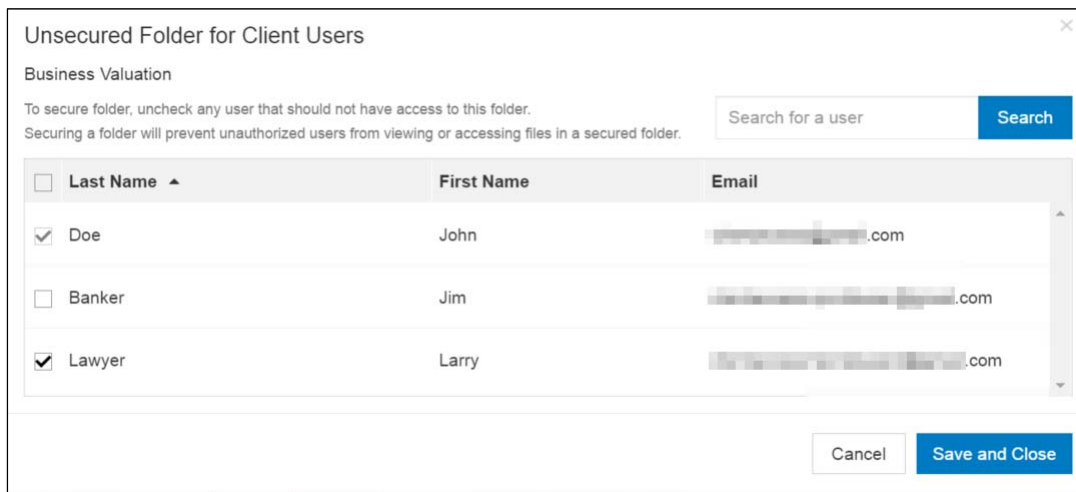 Unsecured Folder for Client Users
Business Valuation
To secure folder, uncheck any user that should not have access to this folder.
Securing a folder will prevent unauthorized users from viewing or accessing files in a secured folder.
Search for a user Search
Last Name First Name Email
Doe John .com
Banker Jim .com
Lawyer Larry .com
Cancel Save and Close